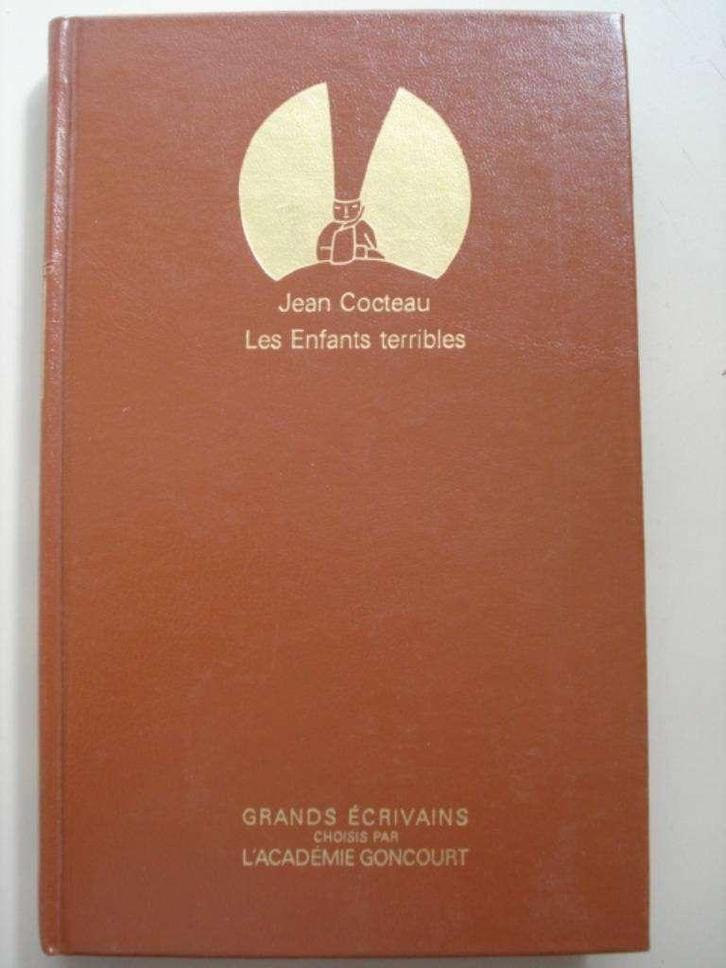 Jean Cocteau
Les Enfants terribles
GRANDS ÉCRIVAINS
CHOISIS PAR
L'ACADÉMIE GONCOURT